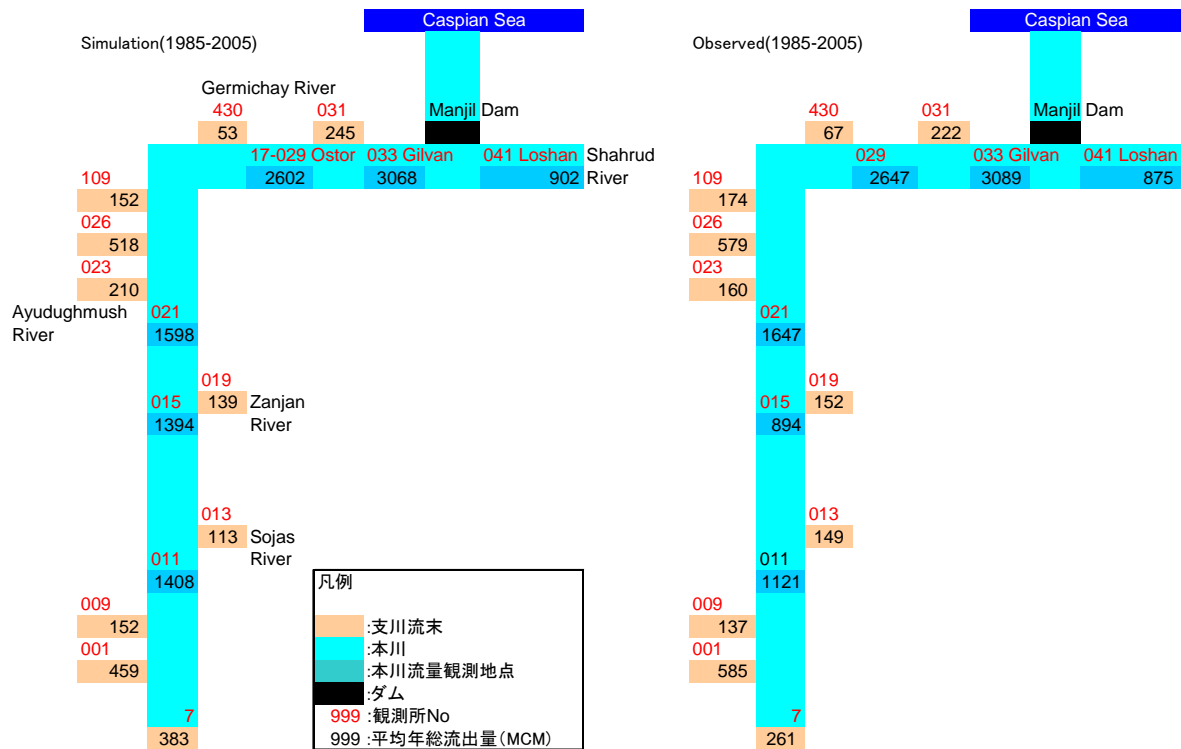 Caspian Sea
Simulation(1985-2005)
Germichay River
430 031 Manjil Dam
53 245
17-029 Ostor 033 Gilvan 041 Loshan Shahrud
2602 3068 902 River
109
152
026
518
023
210
Ayudughmush 021
River 1598
019
015 139 Zanjan
1394 River
013
113 Sojas
011 River
1408
009
152
001
459
7
383
凡例
:支川流末
:本川
:本川流量観測地点
:ダム
999 :観測所No
999 :平均年総流出量(MCM)
Caspian Sea
Observed(1985-2005)
430 031 Manjil Dam
67 222
029 033 Gilvan 041 Loshan
2647 3089 875
109
174
026
579
023
160
021
1647
019
015 152
894
013
149
011
1121
009
137
001
585
7
261